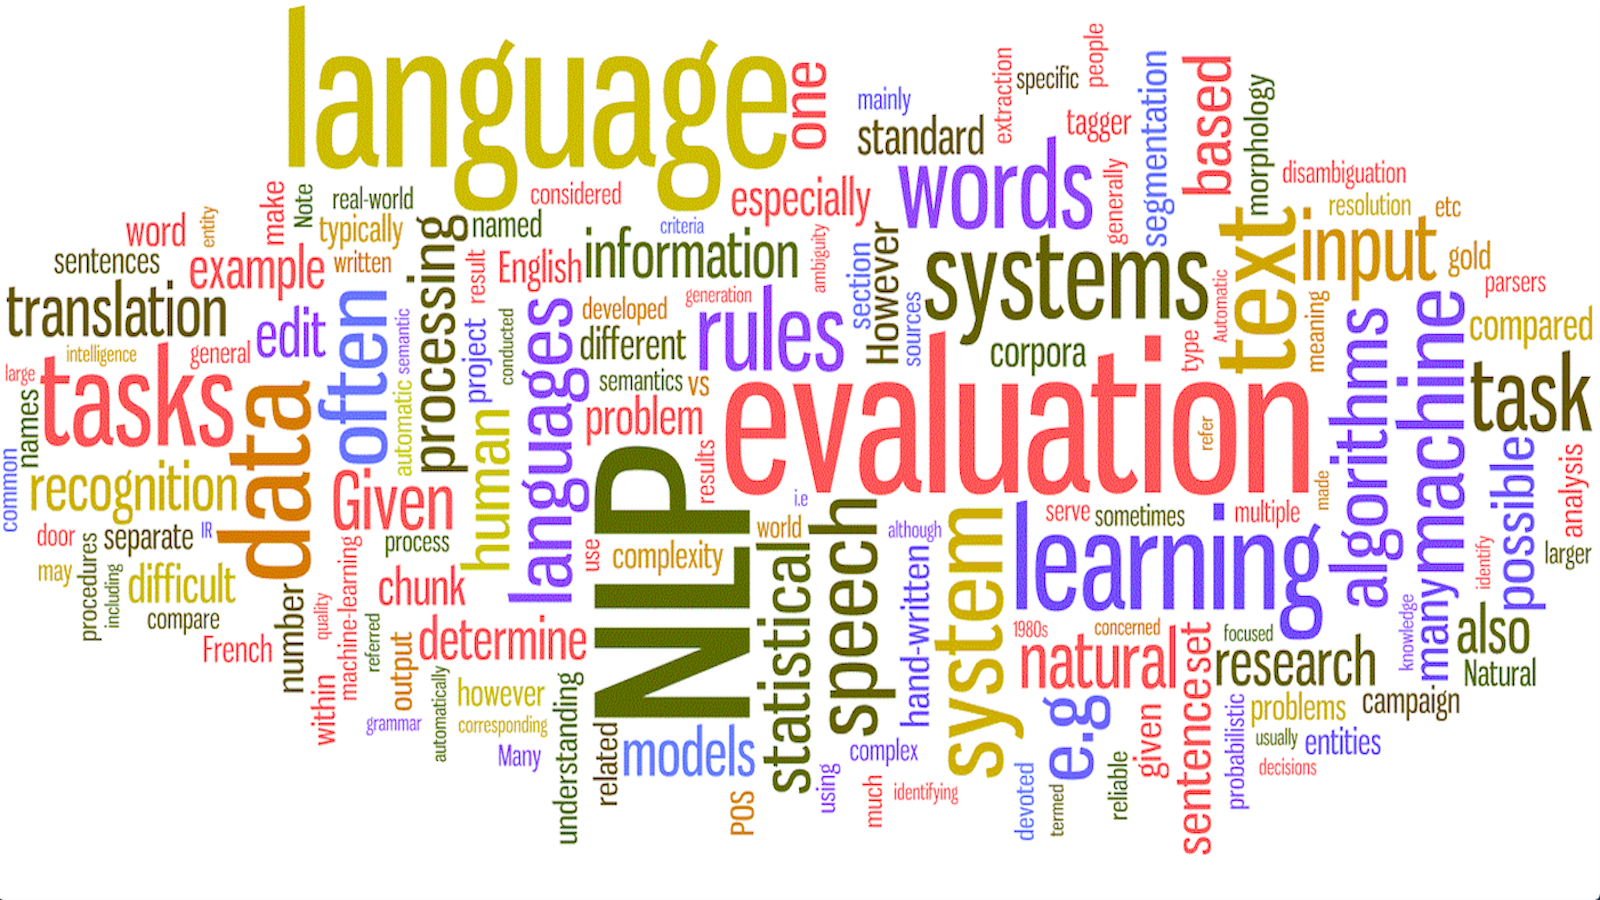 language
one
mainly
standard
extraction
specific
people
tagger
segmentation
based
morphology
words
generally
disambiguation
resolution
etc
especially
considered
criteria
real-world
Note
make
typically
written
named
word
entity
sentences
example
processing
result
English
information
ambiguity
section
However
sources
systems
Automatic
text
input
gold
parsers
translation
edit
often
semantic
project
conducted
languages
developed
generation
different
rules
corpora
type
meaning
algorithms
machine
compared
intelligence
general
large
tasks
names
data
automatic
human
semantics
vs
problem
results
evaluation
refer
task
common
recognition
Given
process
NLP
i.e
world
speech
although
made
serve
sometimes
multiple
possible
analysis
door
separate
IR
procedures
including
may
difficult
compare
French
number
quality
machine-learning
within
referred
chunk
use
complexity
statistical
hand-written
system
learning
identify
larger
determine
output
automatically
grammar
however
corresponding
Many
understanding
related
models
POS
using
complex
much
identifying
1980s
concerned
natural
e.g
focused
research
knowledge
many
also
Natural
devoted
termed
reliable
given
set
sentence
probabilistic
problems
usually
entities
campaign
decisions